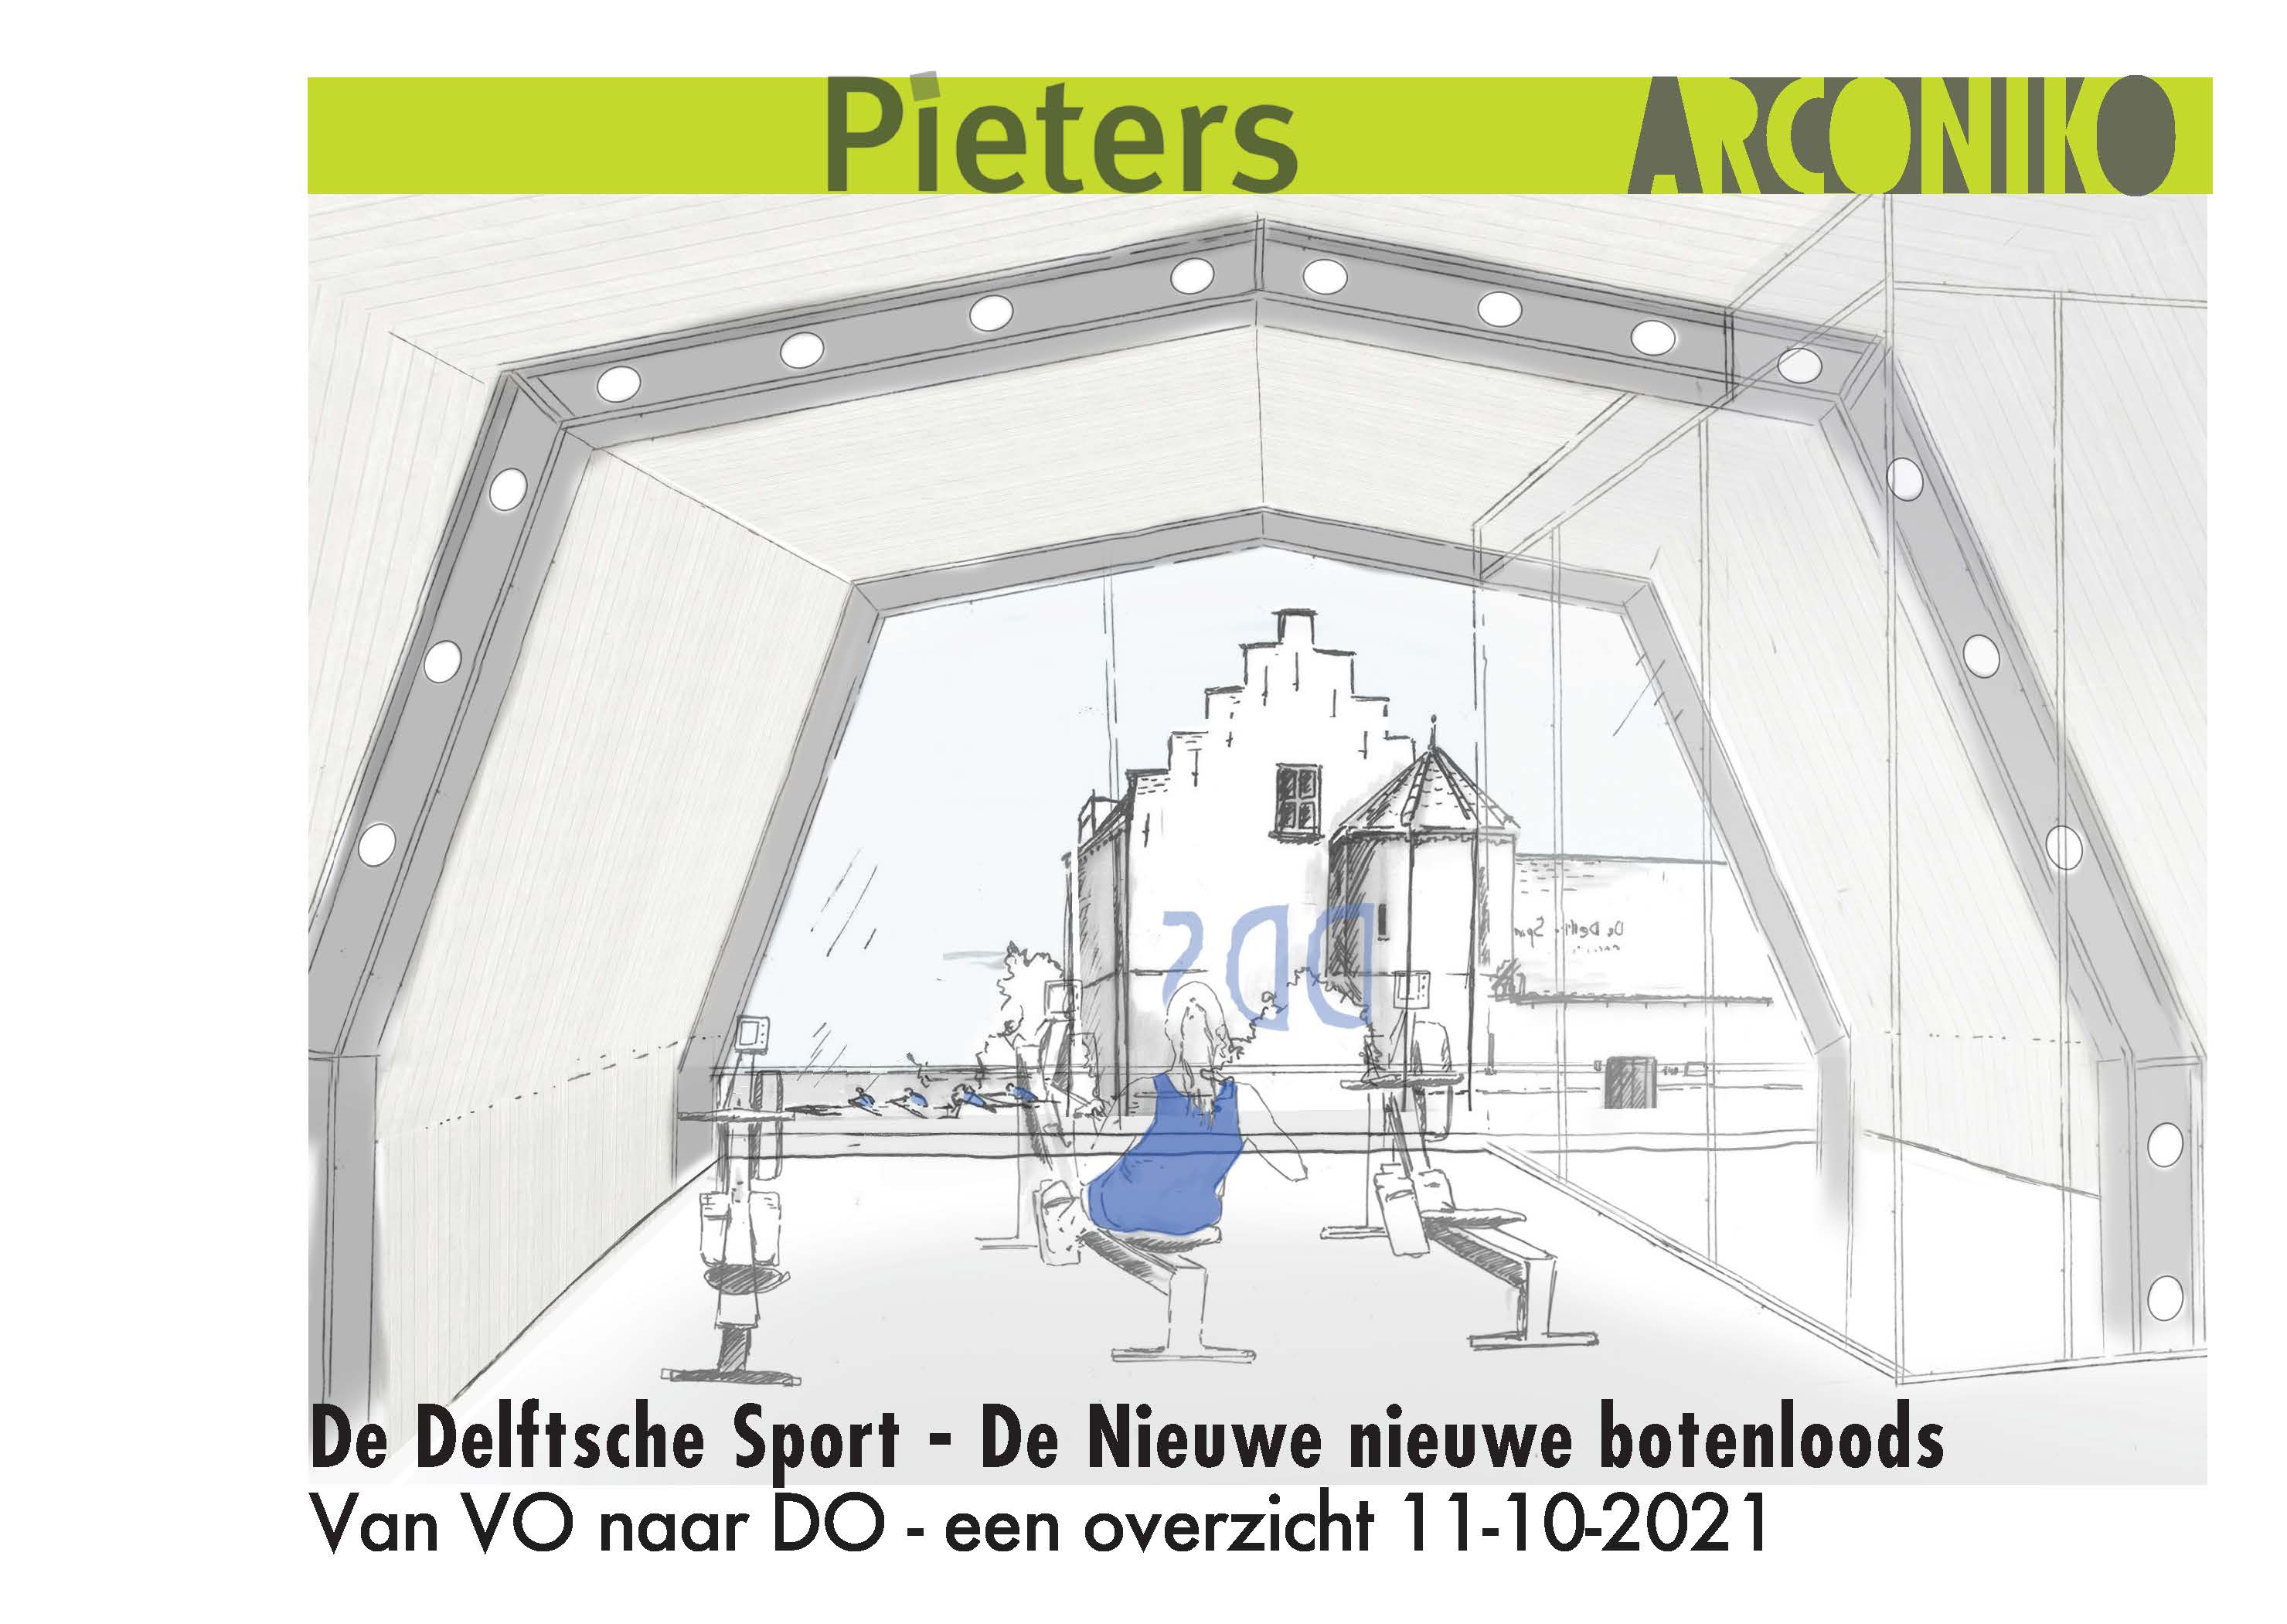 Pieters
ARCONIKO
DDS
De Delftsche Sport - De Nieuwe nieuwe botenloods
Van VO naar DO - een overzicht 11-10-2021